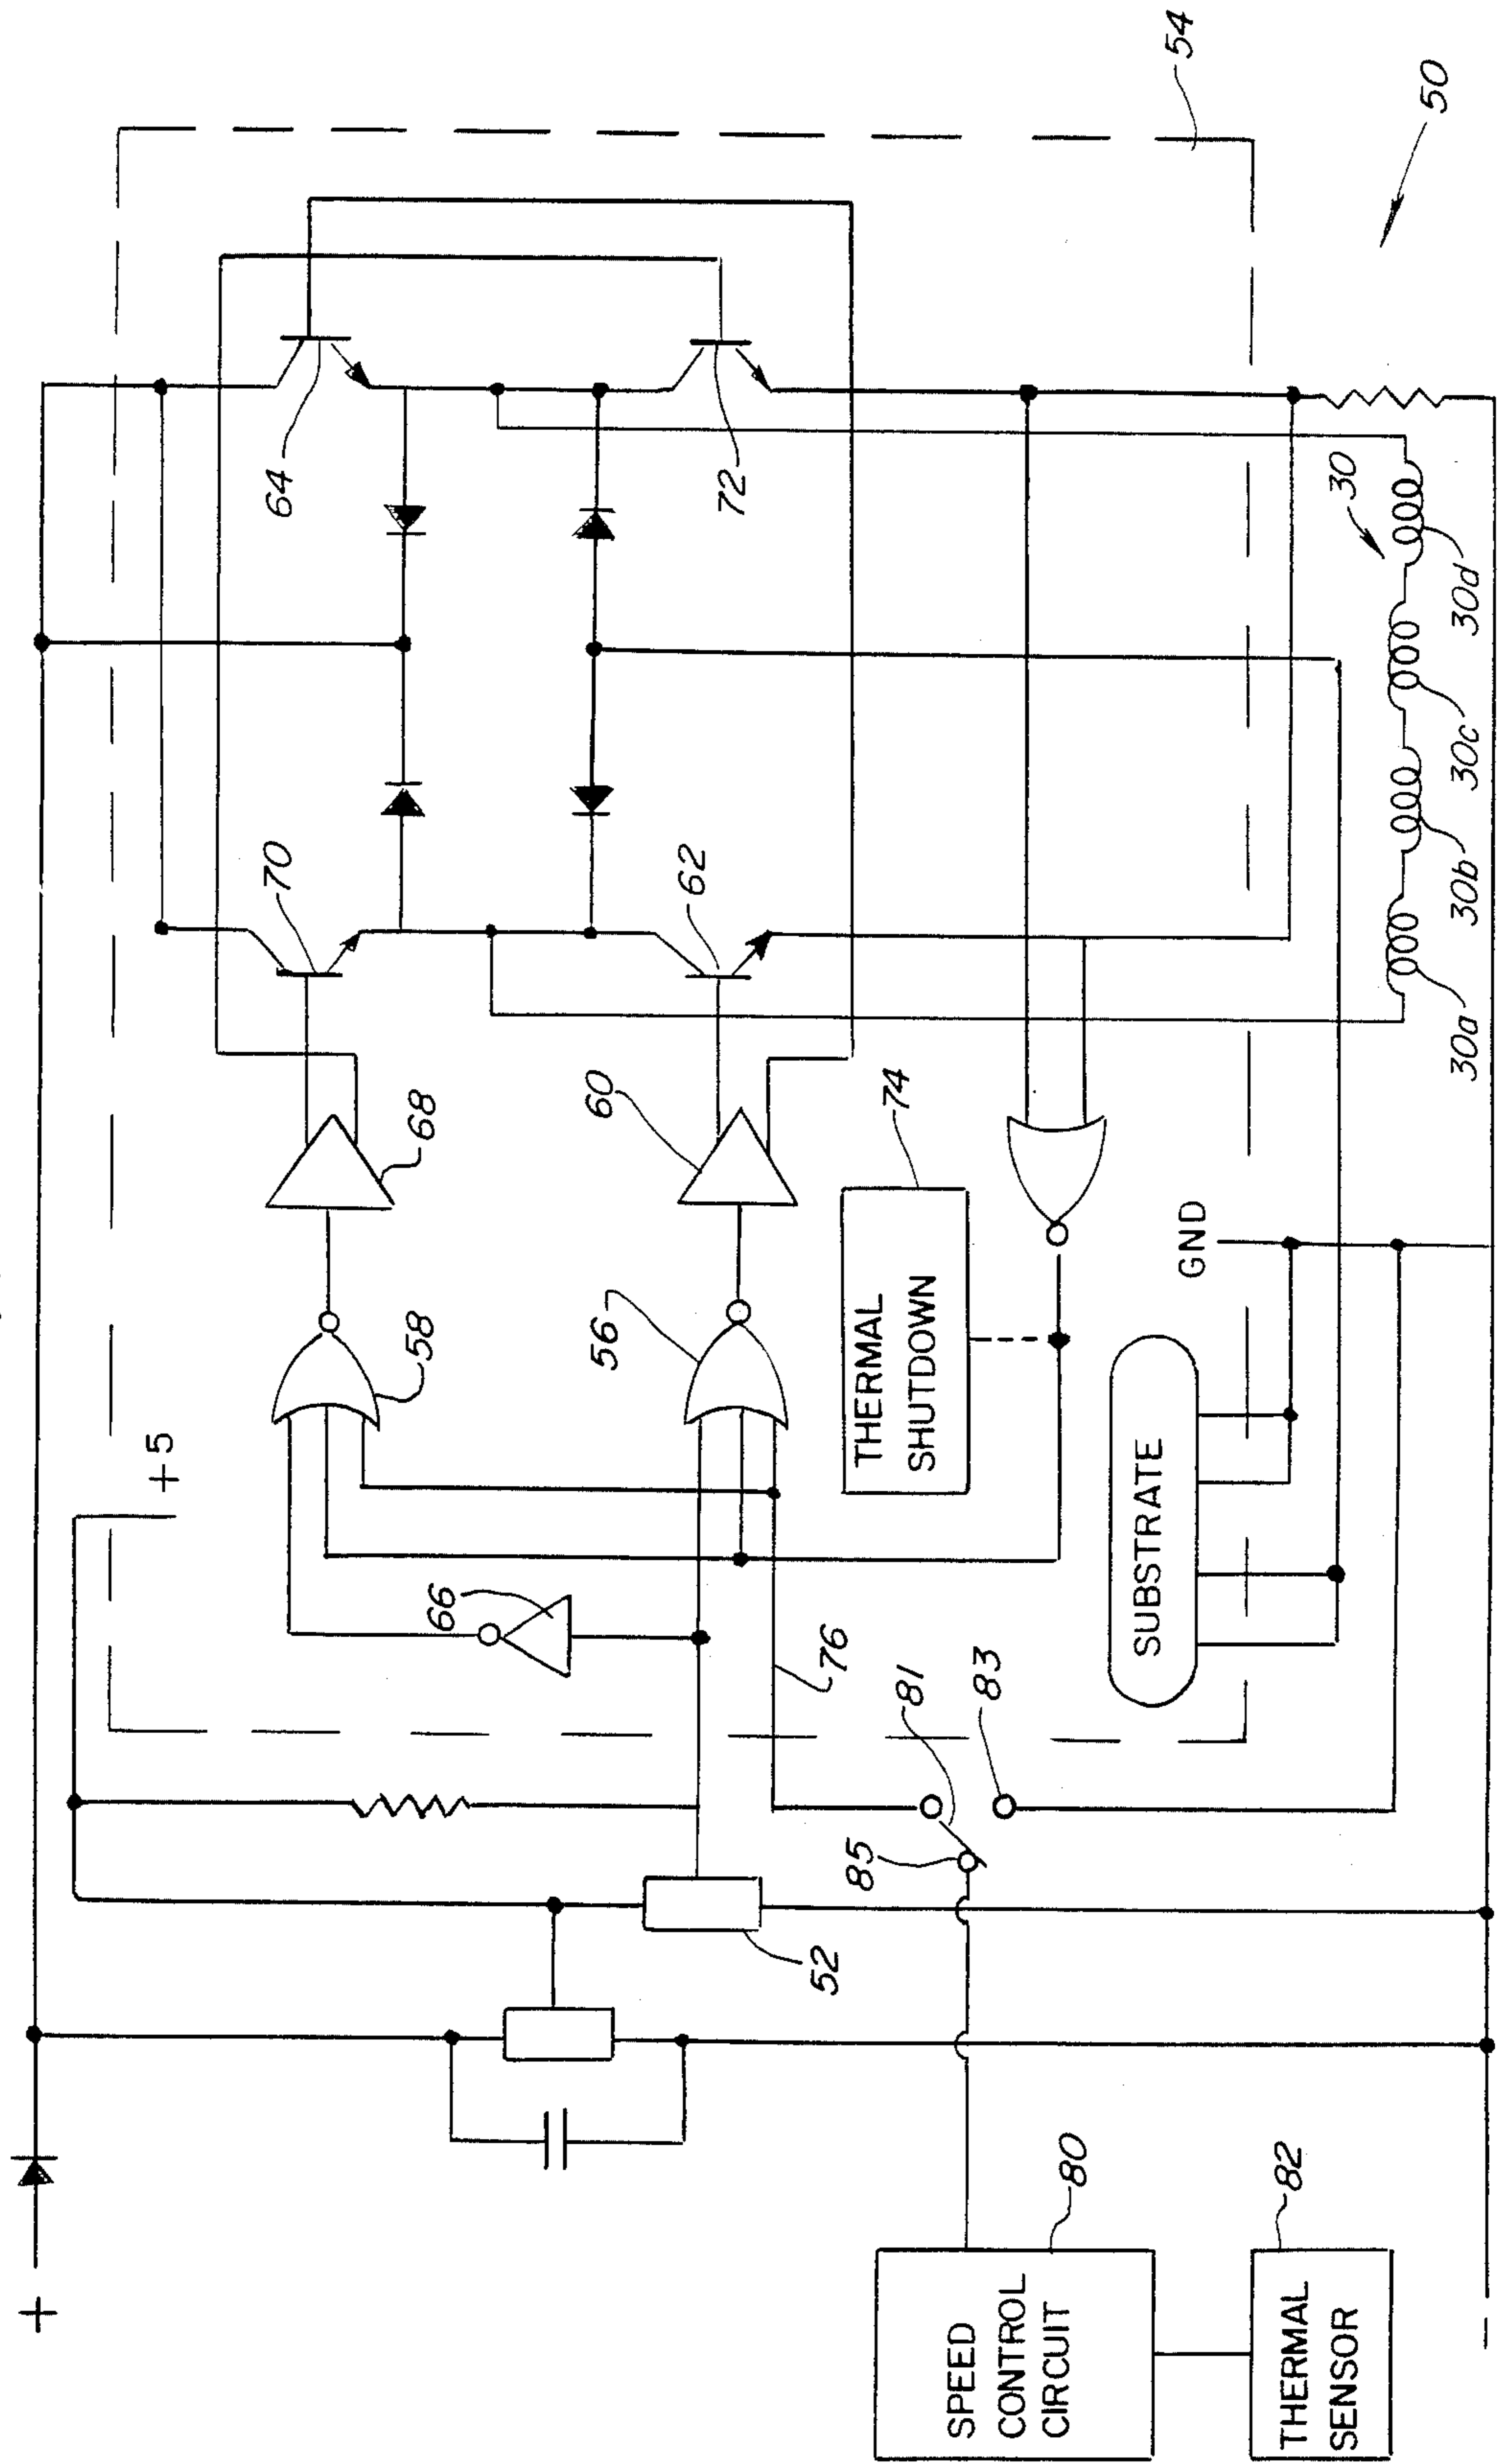 +
+5
54
50
64
72
70
62
68
60
58
56
66
74
THERMAL
SHUTDOWN
76
GND
SUBSTRATE
81
83
85
52
30
30a
30b
30c
30d
SPEED
CONTROL
CIRCUIT
80
THERMAL
SENSOR
82
-